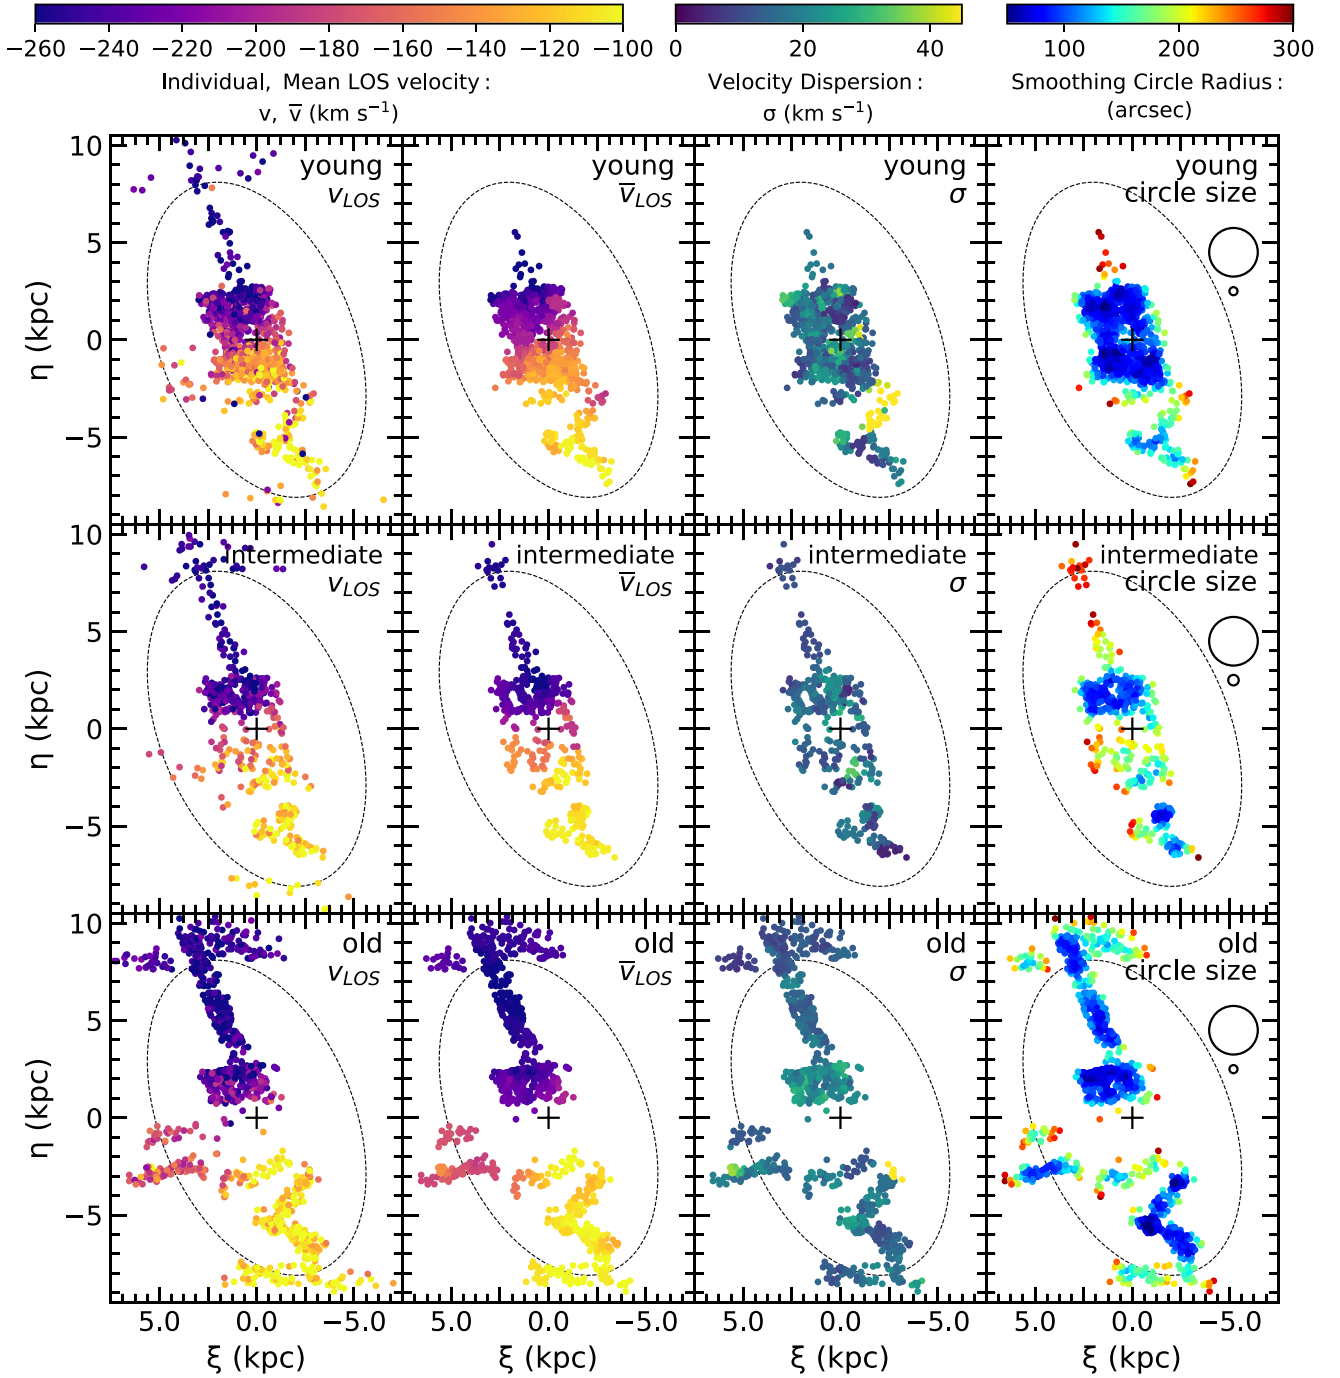 −260 −240 −220 −200 −180 −160 −140 −120 −100
Individual, Mean LOS velocity :
v, v̅ (km s⁻¹)
0 20 40
Velocity Dispersion :
σ (km s⁻¹)
100 200 300
Smoothing Circle Radius :
(arcsec)
10
5
0
−5
η (kpc)
young
v_LOS
young
v̅_LOS
young
σ
young
circle size
10
5
0
−5
η (kpc)
intermediate
v_LOS
intermediate
v̅_LOS
intermediate
σ
intermediate
circle size
10
5
0
−5
η (kpc)
old
v_LOS
old
v̅_LOS
old
σ
old
circle size
5.0 0.0 −5.0 5.0 0.0 −5.0 5.0 0.0 −5.0 5.0 0.0 −5.0
ξ (kpc) ξ (kpc) ξ (kpc) ξ (kpc)